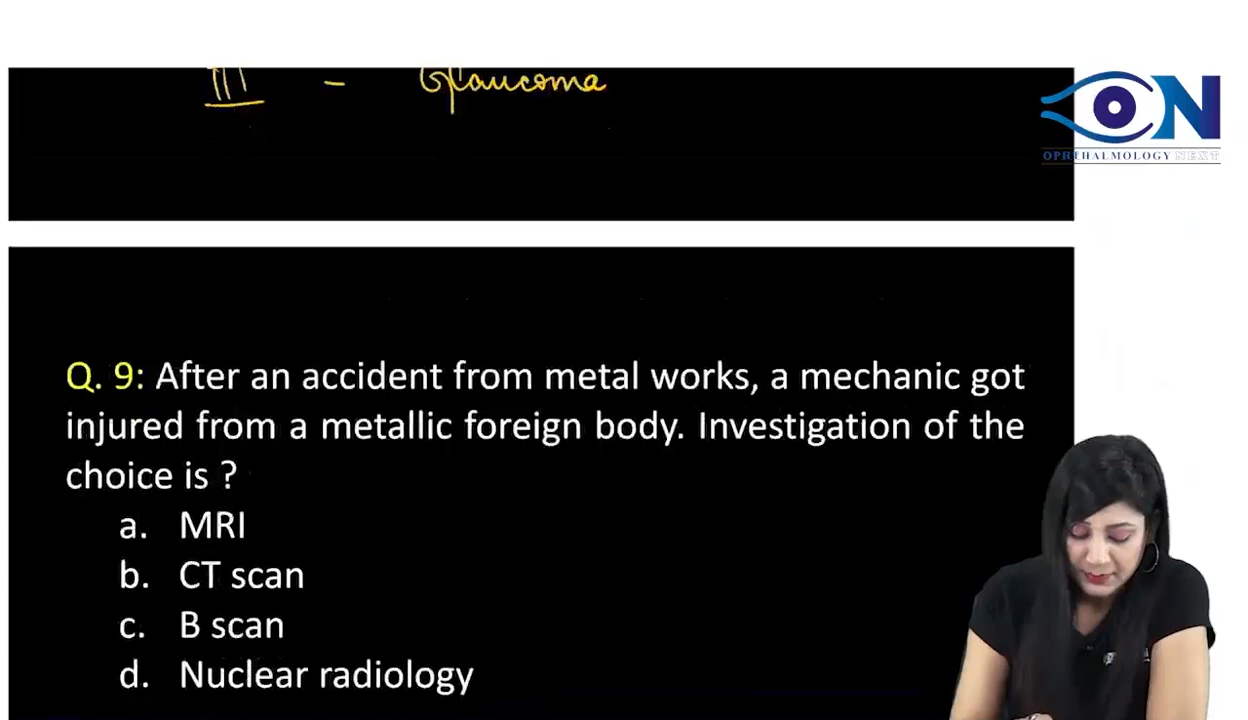 III - Glaucoma
ON
OPHTHALMOLOGY NEXT
Q. 9: After an accident from metal works, a mechanic got
injured from a metallic foreign body. Investigation of the
choice is ?
a. MRI
b. CT scan
c. B scan
d. Nuclear radiology